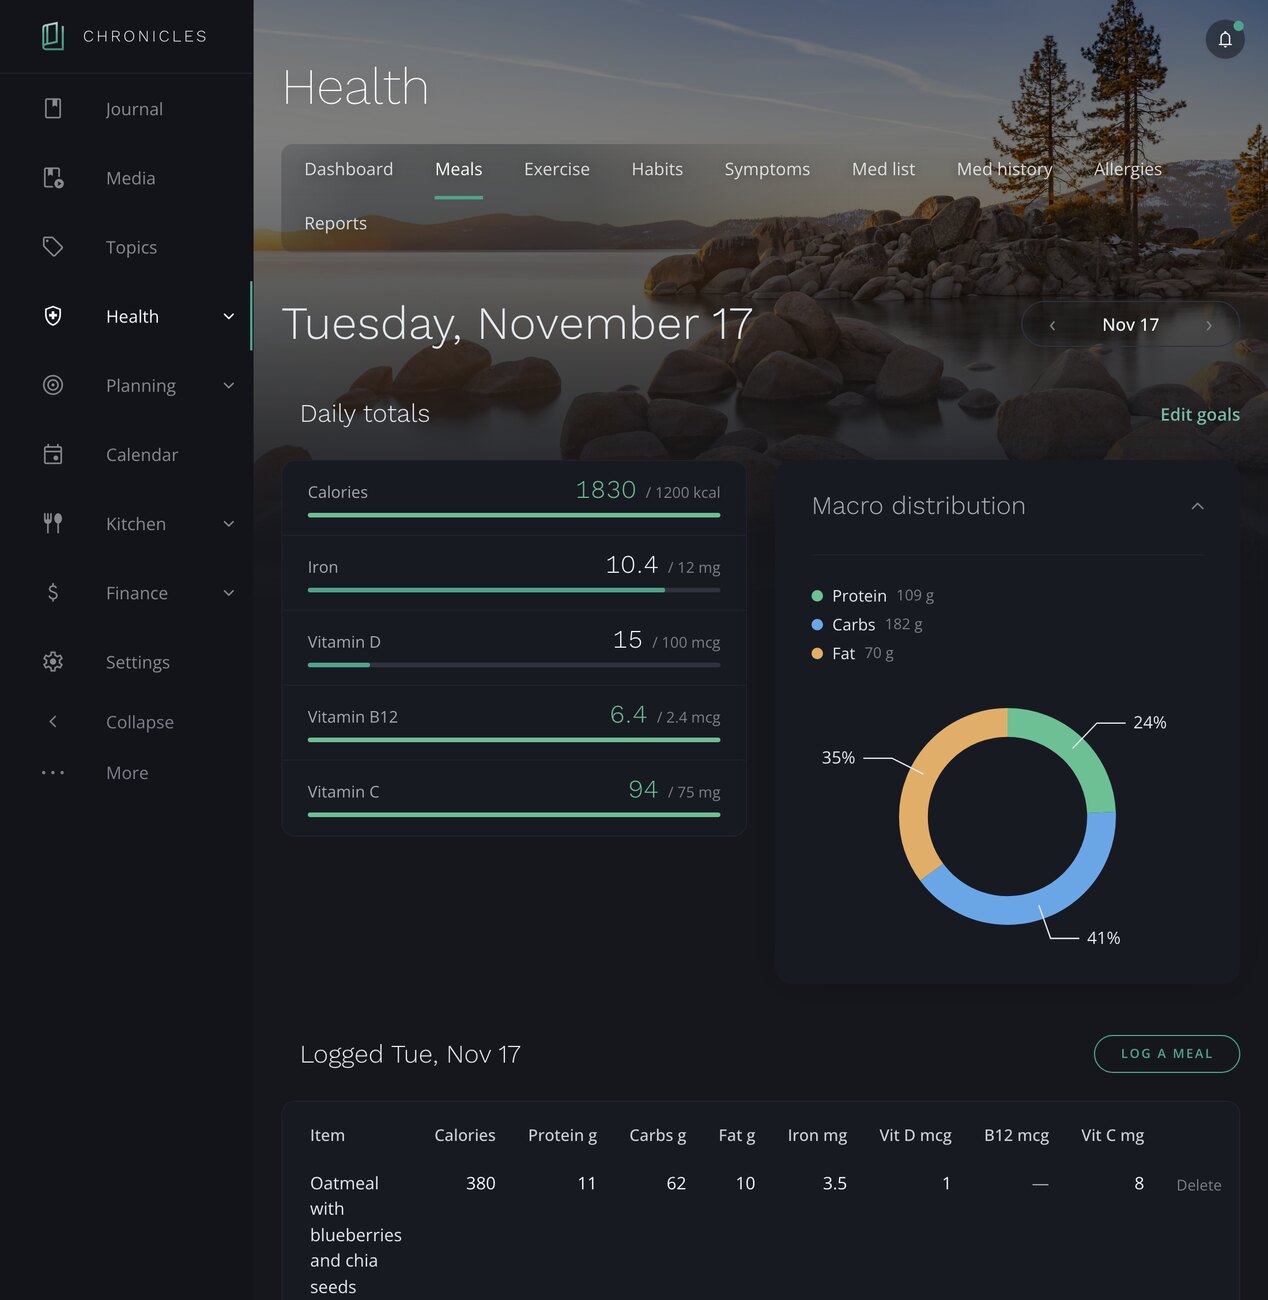 CHRONICLES
Journal
Media
Topics
Health
Planning
Calendar
Kitchen
Finance
Settings
Collapse
More
Health
Dashboard Meals Exercise Habits Symptoms Med list Med history Allergies
Reports
Tuesday, November 17
Nov 17
Daily totals
Edit goals
Calories 1830 / 1200 kcal
Iron 10.4 / 12 mg
Vitamin D 15 / 100 mcg
Vitamin B12 6.4 / 2.4 mcg
Vitamin C 94 / 75 mg
Macro distribution
Protein 109 g
Carbs 182 g
Fat 70 g
24%
35%
41%
Logged Tue, Nov 17
LOG A MEAL
Item Calories Protein g Carbs g Fat g Iron mg Vit D mcg B12 mcg Vit C mg
Oatmeal 380 11 62 10 3.5 1 — 8 Delete
with
blueberries
and chia
seeds